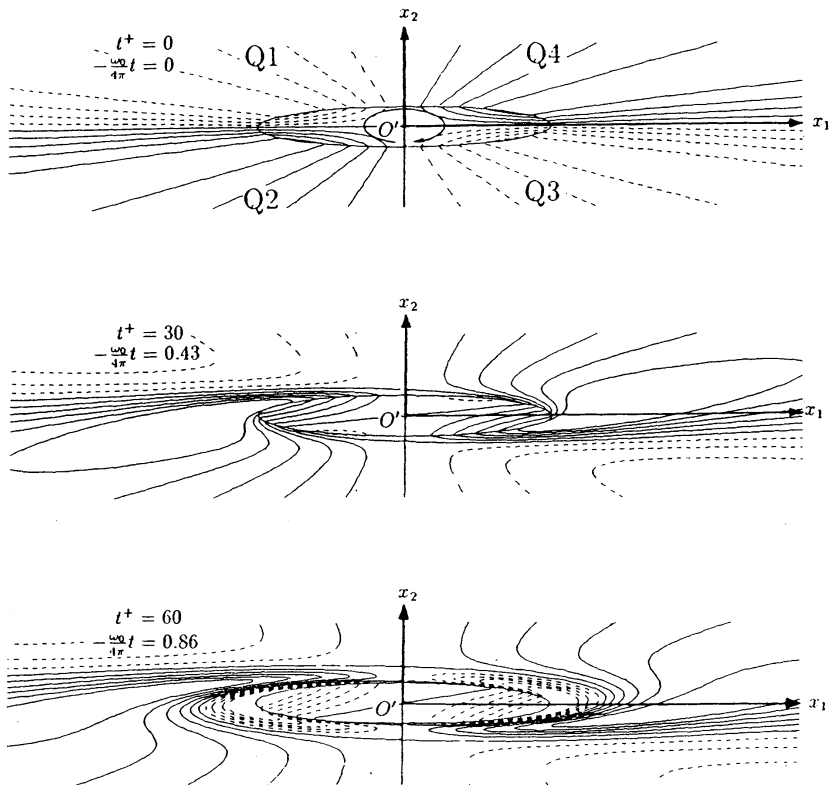 x₂
t⁺ = 0
−ω₀/4π t = 0
Q1
Q4
O′
x₁
Q2
Q3
x₂
t⁺ = 30
−ω₀/4π t = 0.43
O′
x₁
x₂
t⁺ = 60
−ω₀/4π t = 0.86
O′
x₁